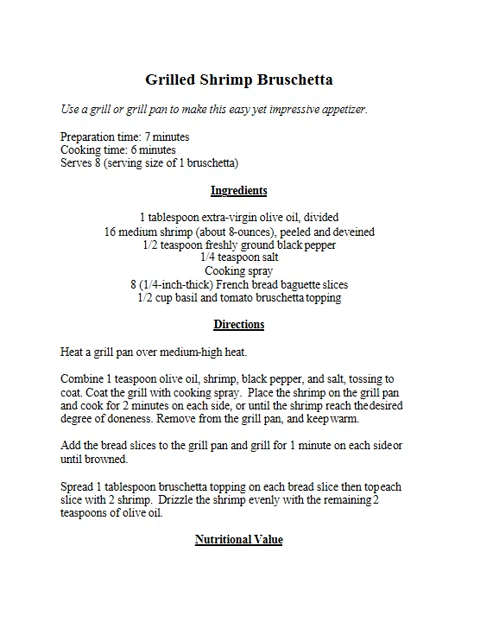 Grilled Shrimp Bruschetta
Use a grill or grill pan to make this easy yet impressive appetizer.
Preparation time: 7 minutes
Cooking time: 6 minutes
Serves 8 (serving size of 1 bruschetta)
Ingredients
1 tablespoon extra-virgin olive oil, divided
16 medium shrimp (about 8-ounces), peeled and deveined
1/2 teaspoon freshly ground black pepper
1/4 teaspoon salt
Cooking spray
8 (1/4-inch-thick) French bread baguette slices
1/2 cup basil and tomato bruschetta topping
Directions
Heat a grill pan over medium-high heat.
Combine 1 teaspoon olive oil, shrimp, black pepper, and salt, tossing to
coat. Coat the grill with cooking spray. Place the shrimp on the grill pan
and cook for 2 minutes on each side, or until the shrimp reach the desired
degree of doneness. Remove from the grill pan, and keep warm.
Add the bread slices to the grill pan and grill for 1 minute on each side or
until browned.
Spread 1 tablespoon bruschetta topping on each bread slice then top each
slice with 2 shrimp. Drizzle the shrimp evenly with the remaining 2
teaspoons of olive oil.
Nutritional Value